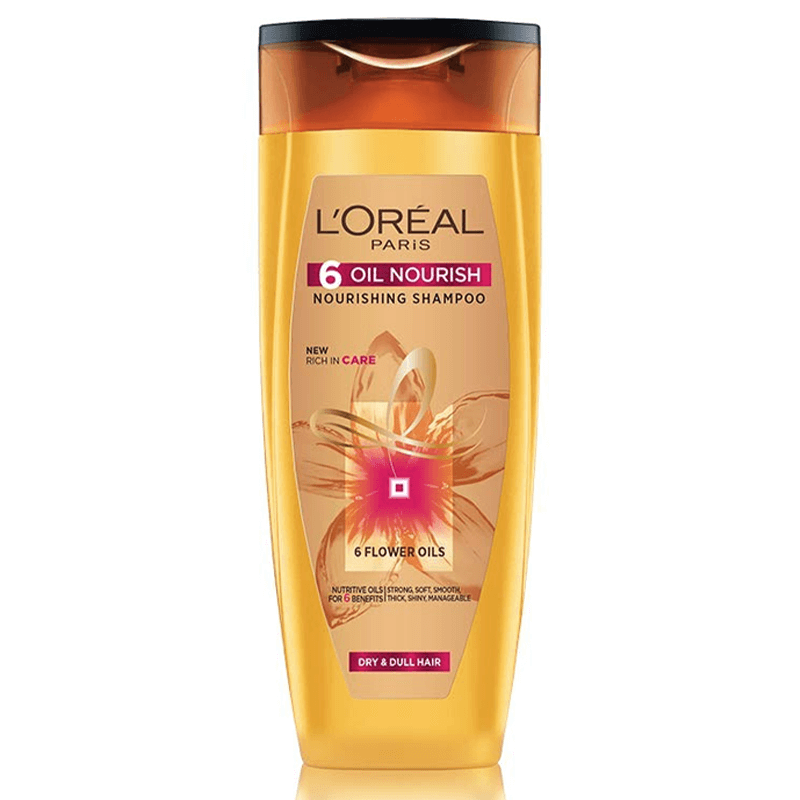 L'ORÉAL
PARiS
6 OIL NOURISH
NOURISHING SHAMPOO
NEW
RICH IN CARE
6 FLOWER OILS
NUTRITIVE OILS | STRONG, SOFT, SMOOTH,
FOR 6 BENEFITS | THICK, SHINY, MANAGEABLE
DRY & DULL HAIR